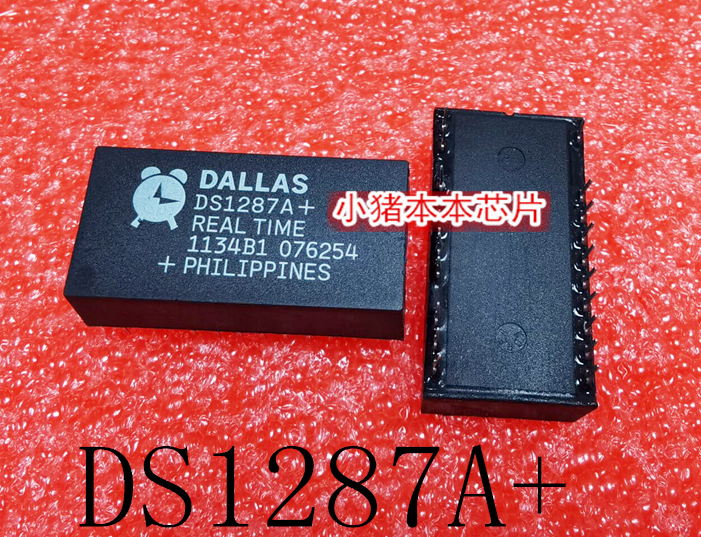 DALLAS
DS1287A+
REAL TIME
1134B1 076254
+ PHILIPPINES
小猪本本芯片
DS1287A+